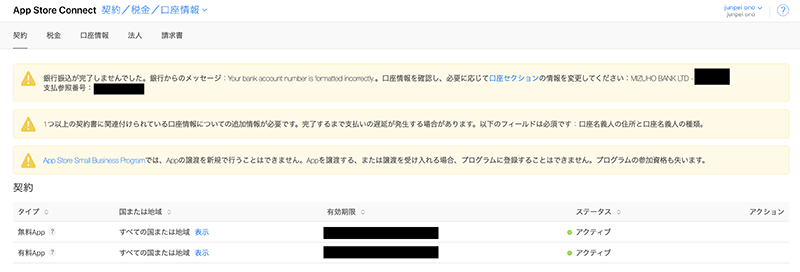 App Store Connect 契約／税金／口座情報
junpei ono
junpei ono
?
契約 税金 口座情報 法人 請求書
銀行振込が完了しませんでした。銀行からのメッセージ：Your bank account number is formatted incorrectly.。口座情報を確認し、必要に応じて口座セクションの情報を変更してください：MIZUHO BANK LTD -
支払参照番号：
1つ以上の契約書に関連付けられている口座情報についての追加情報が必要です。完了するまで支払いの遅延が発生する場合があります。以下のフィールドは必須です：口座名義人の住所と口座名義人の種類。
App Store Small Business Programでは、Appの譲渡を新規で行うことはできません。Appを譲渡する、または譲渡を受け入れる場合、プログラムに登録することはできません。プログラムの参加資格も失います。
契約
タイプ 国または地域 有効期限 ステータス アクション
無料App ? すべての国または地域 表示 アクティブ
有料App ? すべての国または地域 表示 アクティブ